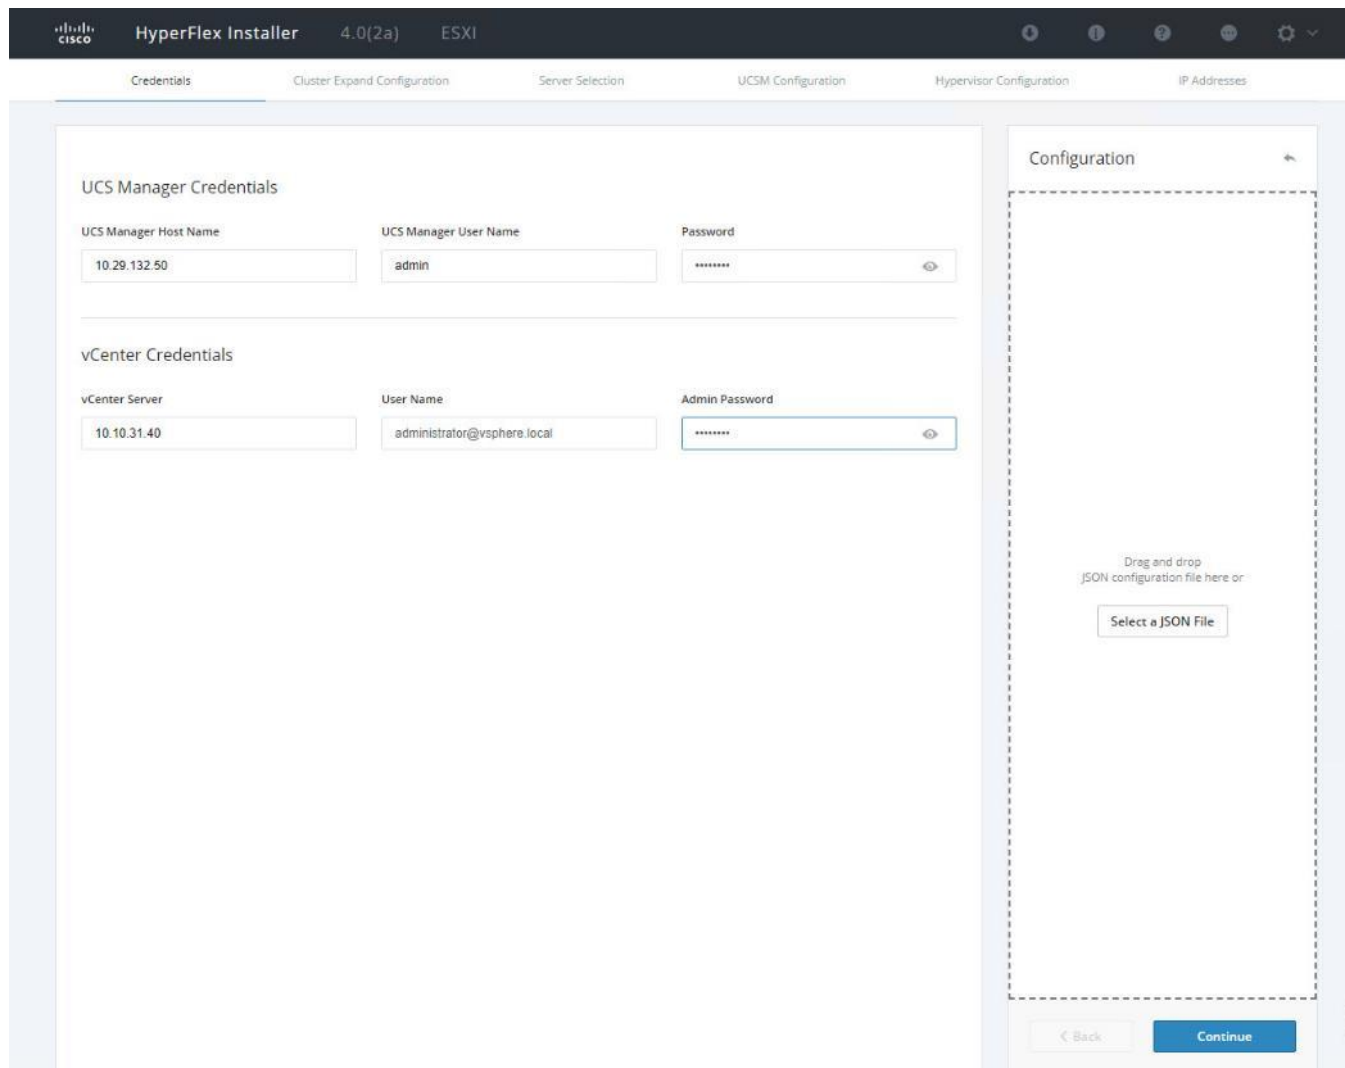 cisco HyperFlex Installer 4.0(2a) ESXI
Credentials Cluster Expand Configuration Server Selection UCSM Configuration Hypervisor Configuration IP Addresses
Configuration
UCS Manager Credentials
UCS Manager Host Name UCS Manager User Name Password
10.29.132.50 admin ••••••••
vCenter Credentials
vCenter Server User Name Admin Password
10.10.31.40 administrator@vsphere.local ••••••••
Drag and drop
JSON configuration file here or
Select a JSON File
< Back Continue